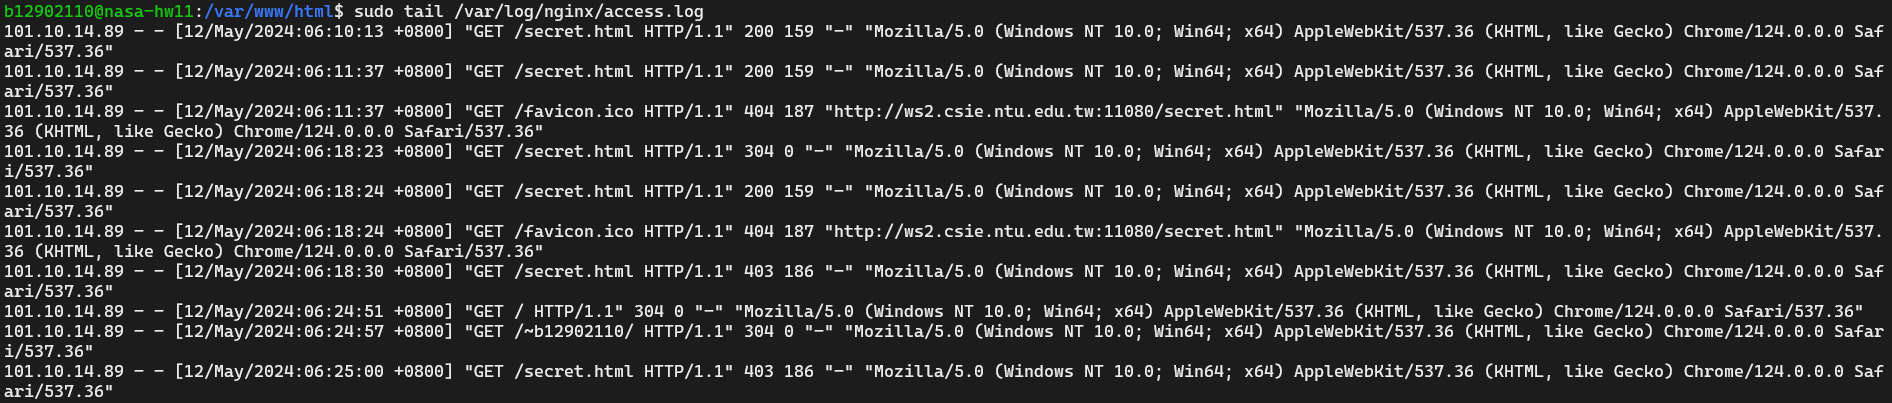 b12902110@nasa-hw11:/var/www/html$ sudo tail /var/log/nginx/access.log
101.10.14.89 - - [12/May/2024:06:10:13 +0800] "GET /secret.html HTTP/1.1" 200 159 "-" "Mozilla/5.0 (Windows NT 10.0; Win64; x64) AppleWebKit/537.36 (KHTML, like Gecko) Chrome/124.0.0.0 Saf
ari/537.36"
101.10.14.89 - - [12/May/2024:06:11:37 +0800] "GET /secret.html HTTP/1.1" 200 159 "-" "Mozilla/5.0 (Windows NT 10.0; Win64; x64) AppleWebKit/537.36 (KHTML, like Gecko) Chrome/124.0.0.0 Saf
ari/537.36"
101.10.14.89 - - [12/May/2024:06:11:37 +0800] "GET /favicon.ico HTTP/1.1" 404 187 "http://ws2.csie.ntu.edu.tw:11080/secret.html" "Mozilla/5.0 (Windows NT 10.0; Win64; x64) AppleWebKit/537.
36 (KHTML, like Gecko) Chrome/124.0.0.0 Safari/537.36"
101.10.14.89 - - [12/May/2024:06:18:23 +0800] "GET /secret.html HTTP/1.1" 304 0 "-" "Mozilla/5.0 (Windows NT 10.0; Win64; x64) AppleWebKit/537.36 (KHTML, like Gecko) Chrome/124.0.0.0 Safar
i/537.36"
101.10.14.89 - - [12/May/2024:06:18:24 +0800] "GET /secret.html HTTP/1.1" 200 159 "-" "Mozilla/5.0 (Windows NT 10.0; Win64; x64) AppleWebKit/537.36 (KHTML, like Gecko) Chrome/124.0.0.0 Saf
ari/537.36"
101.10.14.89 - - [12/May/2024:06:18:24 +0800] "GET /favicon.ico HTTP/1.1" 404 187 "http://ws2.csie.ntu.edu.tw:11080/secret.html" "Mozilla/5.0 (Windows NT 10.0; Win64; x64) AppleWebKit/537.
36 (KHTML, like Gecko) Chrome/124.0.0.0 Safari/537.36"
101.10.14.89 - - [12/May/2024:06:18:30 +0800] "GET /secret.html HTTP/1.1" 403 186 "-" "Mozilla/5.0 (Windows NT 10.0; Win64; x64) AppleWebKit/537.36 (KHTML, like Gecko) Chrome/124.0.0.0 Saf
ari/537.36"
101.10.14.89 - - [12/May/2024:06:24:51 +0800] "GET / HTTP/1.1" 304 0 "-" "Mozilla/5.0 (Windows NT 10.0; Win64; x64) AppleWebKit/537.36 (KHTML, like Gecko) Chrome/124.0.0.0 Safari/537.36"
101.10.14.89 - - [12/May/2024:06:24:57 +0800] "GET /~b12902110/ HTTP/1.1" 304 0 "-" "Mozilla/5.0 (Windows NT 10.0; Win64; x64) AppleWebKit/537.36 (KHTML, like Gecko) Chrome/124.0.0.0 Safar
i/537.36"
101.10.14.89 - - [12/May/2024:06:25:00 +0800] "GET /secret.html HTTP/1.1" 403 186 "-" "Mozilla/5.0 (Windows NT 10.0; Win64; x64) AppleWebKit/537.36 (KHTML, like Gecko) Chrome/124.0.0.0 Saf
ari/537.36"